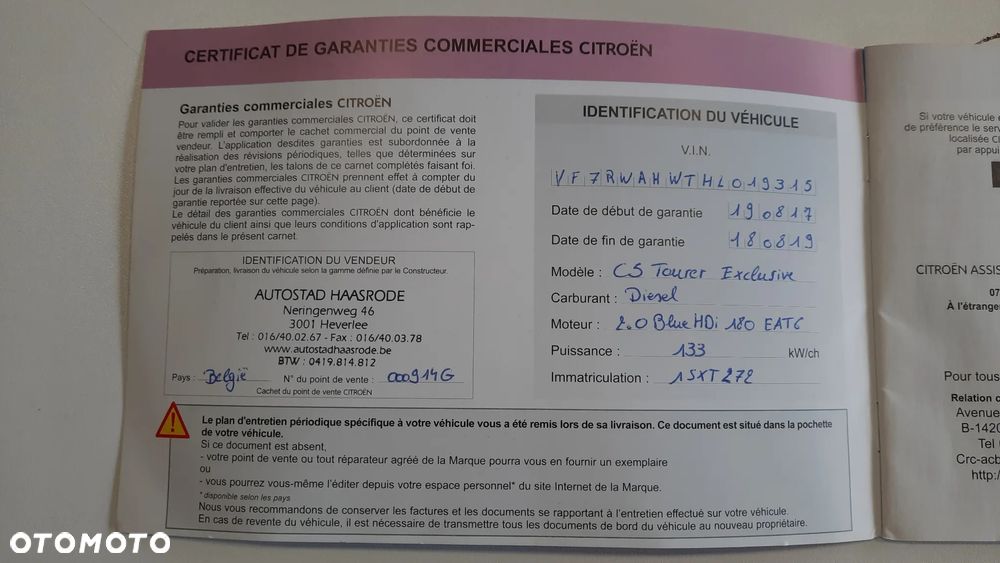 CERTIFICAT DE GARANTIES COMMERCIALES CITROËN
Garanties commerciales CITROËN
Pour valider les garanties commerciales CITROËN, ce certificat doit
être rempli et comporter le cachet commercial du point de vente
vendeur. L'application desdites garanties est subordonnée à la
réalisation des révisions périodiques, telles que déterminées sur
votre plan d'entretien, les talons de ce carnet complétés faisant foi.
Les garanties commerciales CITROËN prennent effet à compter du
jour de la livraison effective du véhicule au client (date de début de
garantie reportée sur cette page).
Le détail des garanties commerciales CITROËN dont bénéficie le
véhicule du client ainsi que leurs conditions d'application sont rap-
pelés dans le présent carnet.
IDENTIFICATION DU VENDEUR
Préparation, livraison du véhicule selon la gamme définie par le Constructeur.
AUTOSTAD HAASRODE
Neringenweg 46
3001 Heverlee
Tel : 016/40.02.67 - Fax : 016/40.03.78
www.autostadhaasrode.be
BTW : 0419.814.812
Pays : België N° du point de vente : 000914G
Cachet du point de vente CITROËN
IDENTIFICATION DU VÉHICULE
V.I.N.
VF7RWAHWTHL019315
Date de début de garantie 190817
Date de fin de garantie 180819
Modèle : C5 Tourer Exclusive
Carburant : Diesel
Moteur : 2.0 BlueHDi 180 EAT6
Puissance : 133 kW/ch
Immatriculation : 1SXT272
Le plan d'entretien périodique spécifique à votre véhicule vous a été remis lors de sa livraison. Ce document est situé dans la pochette
de votre véhicule.
Si ce document est absent,
- votre point de vente ou tout réparateur agréé de la Marque pourra vous en fournir un exemplaire
ou
- vous pourrez vous-même l'éditer depuis votre espace personnel* du site Internet de la Marque.
* disponible selon les pays
Nous vous recommandons de conserver les factures et les documents se rapportant à l'entretien effectué sur votre véhicule.
En cas de revente du véhicule, il est nécessaire de transmettre tous les documents de bord du véhicule au nouveau propriétaire.
Si votre véhicule
de préférence le ser
localisée
par appui
CITROËN ASSIS
07
À l'étranger
Pour tous
Relation
Avenue
B-1420
Tel
Crc-acb
http:/
OTOMOTO